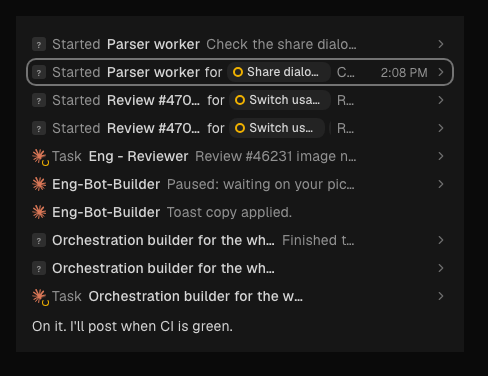 ? Started Parser worker Check the share dialo...
? Started Parser worker for Share dialo... C... 2:08 PM
? Started Review #470... for Switch usa... R...
? Started Review #470... for Switch us... R...
Task Eng - Reviewer Review #46231 image n...
Eng-Bot-Builder Paused: waiting on your pic...
Eng-Bot-Builder Toast copy applied.
? Orchestration builder for the wh... Finished t...
? Orchestration builder for the wh...
Task Orchestration builder for the w...
On it. I'll post when CI is green.